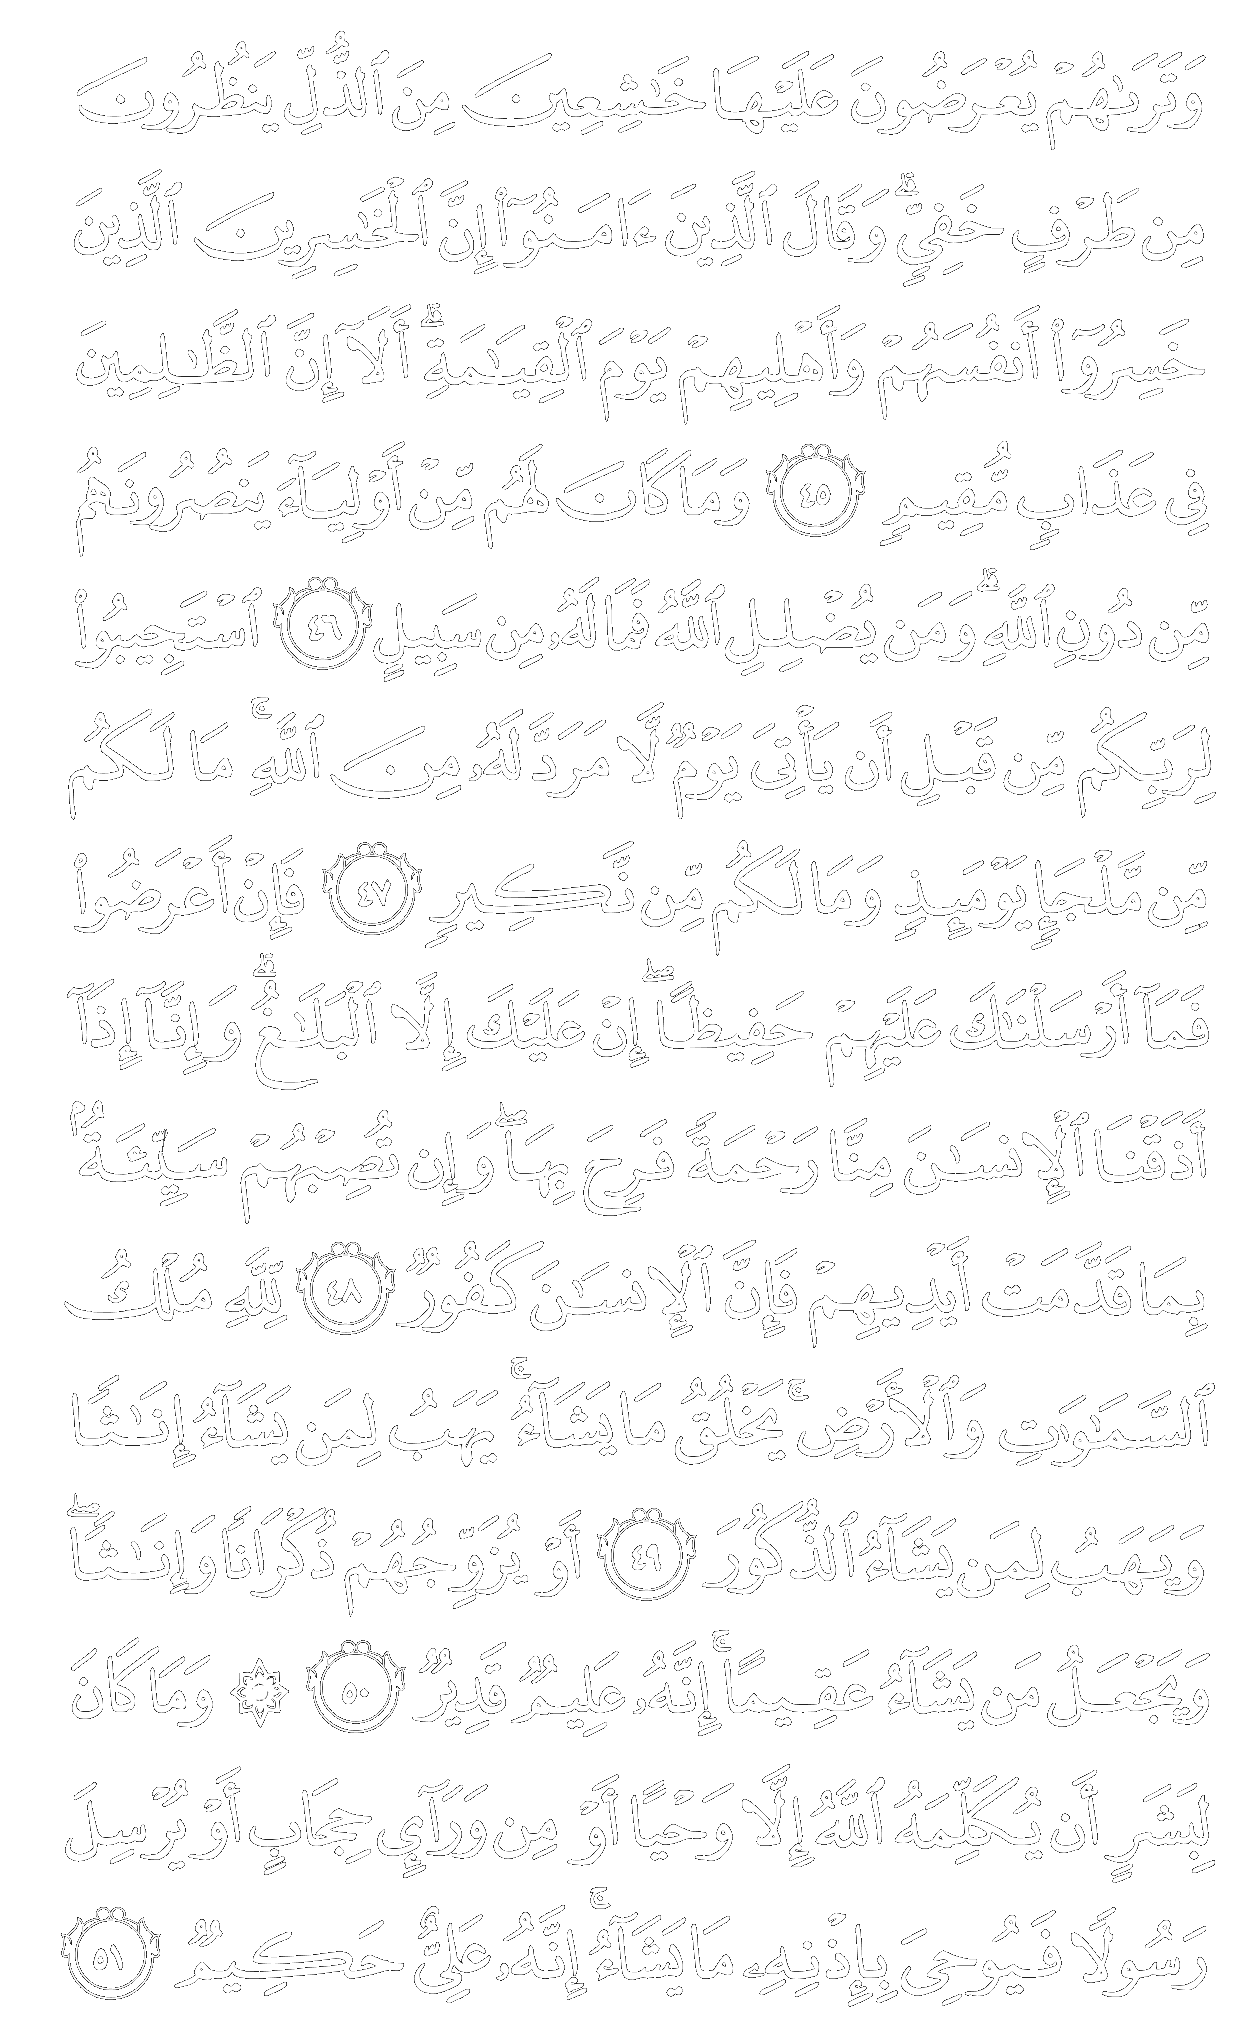 وَتَرَىٰهُمْ يُعْرَضُونَ عَلَيْهَا خَٰشِعِينَ مِنَ ٱلذُّلِّ يَنظُرُونَ
مِن طَرْفٍ خَفِىٍّ ۗ وَقَالَ ٱلَّذِينَ ءَامَنُوٓا۟ إِنَّ ٱلْخَٰسِرِينَ ٱلَّذِينَ
خَسِرُوٓا۟ أَنفُسَهُمْ وَأَهْلِيهِمْ يَوْمَ ٱلْقِيَٰمَةِ ۗ أَلَآ إِنَّ ٱلظَّٰلِمِينَ
فِى عَذَابٍ مُّقِيمٍ ٤٥ وَمَا كَانَ لَهُم مِّنْ أَوْلِيَآءَ يَنصُرُونَهُم
مِّن دُونِ ٱللَّهِ ۗ وَمَن يُضْلِلِ ٱللَّهُ فَمَا لَهُۥ مِن سَبِيلٍ ٤٦ ٱسْتَجِيبُوا۟
لِرَبِّكُم مِّن قَبْلِ أَن يَأْتِىَ يَوْمٌ لَّا مَرَدَّ لَهُۥ مِنَ ٱللَّهِ ۚ مَا لَكُم
مِّن مَّلْجَإٍ يَوْمَئِذٍ وَمَا لَكُم مِّن نَّكِيرٍ ٤٧ فَإِنْ أَعْرَضُوا۟
فَمَآ أَرْسَلْنَٰكَ عَلَيْهِمْ حَفِيظًا ۖ إِنْ عَلَيْكَ إِلَّا ٱلْبَلَٰغُ ۗ وَإِنَّآ إِذَآ
أَذَقْنَا ٱلْإِنسَٰنَ مِنَّا رَحْمَةً فَرِحَ بِهَا ۖ وَإِن تُصِبْهُمْ سَيِّئَةٌۢ
بِمَا قَدَّمَتْ أَيْدِيهِمْ فَإِنَّ ٱلْإِنسَٰنَ كَفُورٌ ٤٨ لِّلَّهِ مُلْكُ
ٱلسَّمَٰوَٰتِ وَٱلْأَرْضِ ۚ يَخْلُقُ مَا يَشَآءُ ۚ يَهَبُ لِمَن يَشَآءُ إِنَٰثًا
وَيَهَبُ لِمَن يَشَآءُ ٱلذُّكُورَ ٤٩ أَوْ يُزَوِّجُهُمْ ذُكْرَانًا وَإِنَٰثًا ۖ
وَيَجْعَلُ مَن يَشَآءُ عَقِيمًا ۚ إِنَّهُۥ عَلِيمٌ قَدِيرٌ ٥٠ ۞ وَمَا كَانَ
لِبَشَرٍ أَن يُكَلِّمَهُ ٱللَّهُ إِلَّا وَحْيًا أَوْ مِن وَرَآئِ حِجَابٍ أَوْ يُرْسِلَ
رَسُولًا فَيُوحِىَ بِإِذْنِهِۦ مَا يَشَآءُ ۚ إِنَّهُۥ عَلِىٌّ حَكِيمٌ ٥١